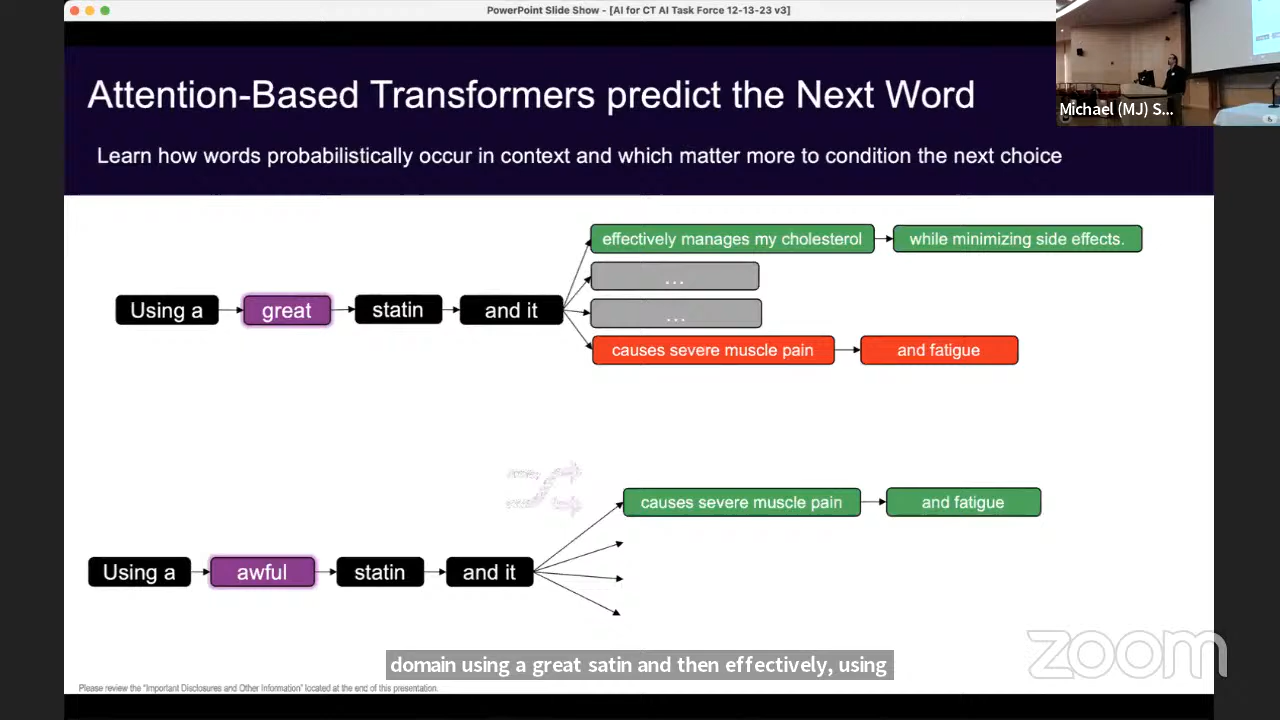 PowerPoint Slide Show - [AI for CT AI Task Force 12-13-23 v3]
Attention-Based Transformers predict the Next Word
Michael (MJ) S...
Learn how words probabilistically occur in context and which matter more to condition the next choice
effectively manages my cholesterol while minimizing side effects.
...
Using a great statin and it
...
causes severe muscle pain and fatigue
causes severe muscle pain and fatigue
Using a awful statin and it
domain using a great satin and then effectively, using
zoom
Please review the "Important Disclosures and Other Information" located at the end of this presentation.